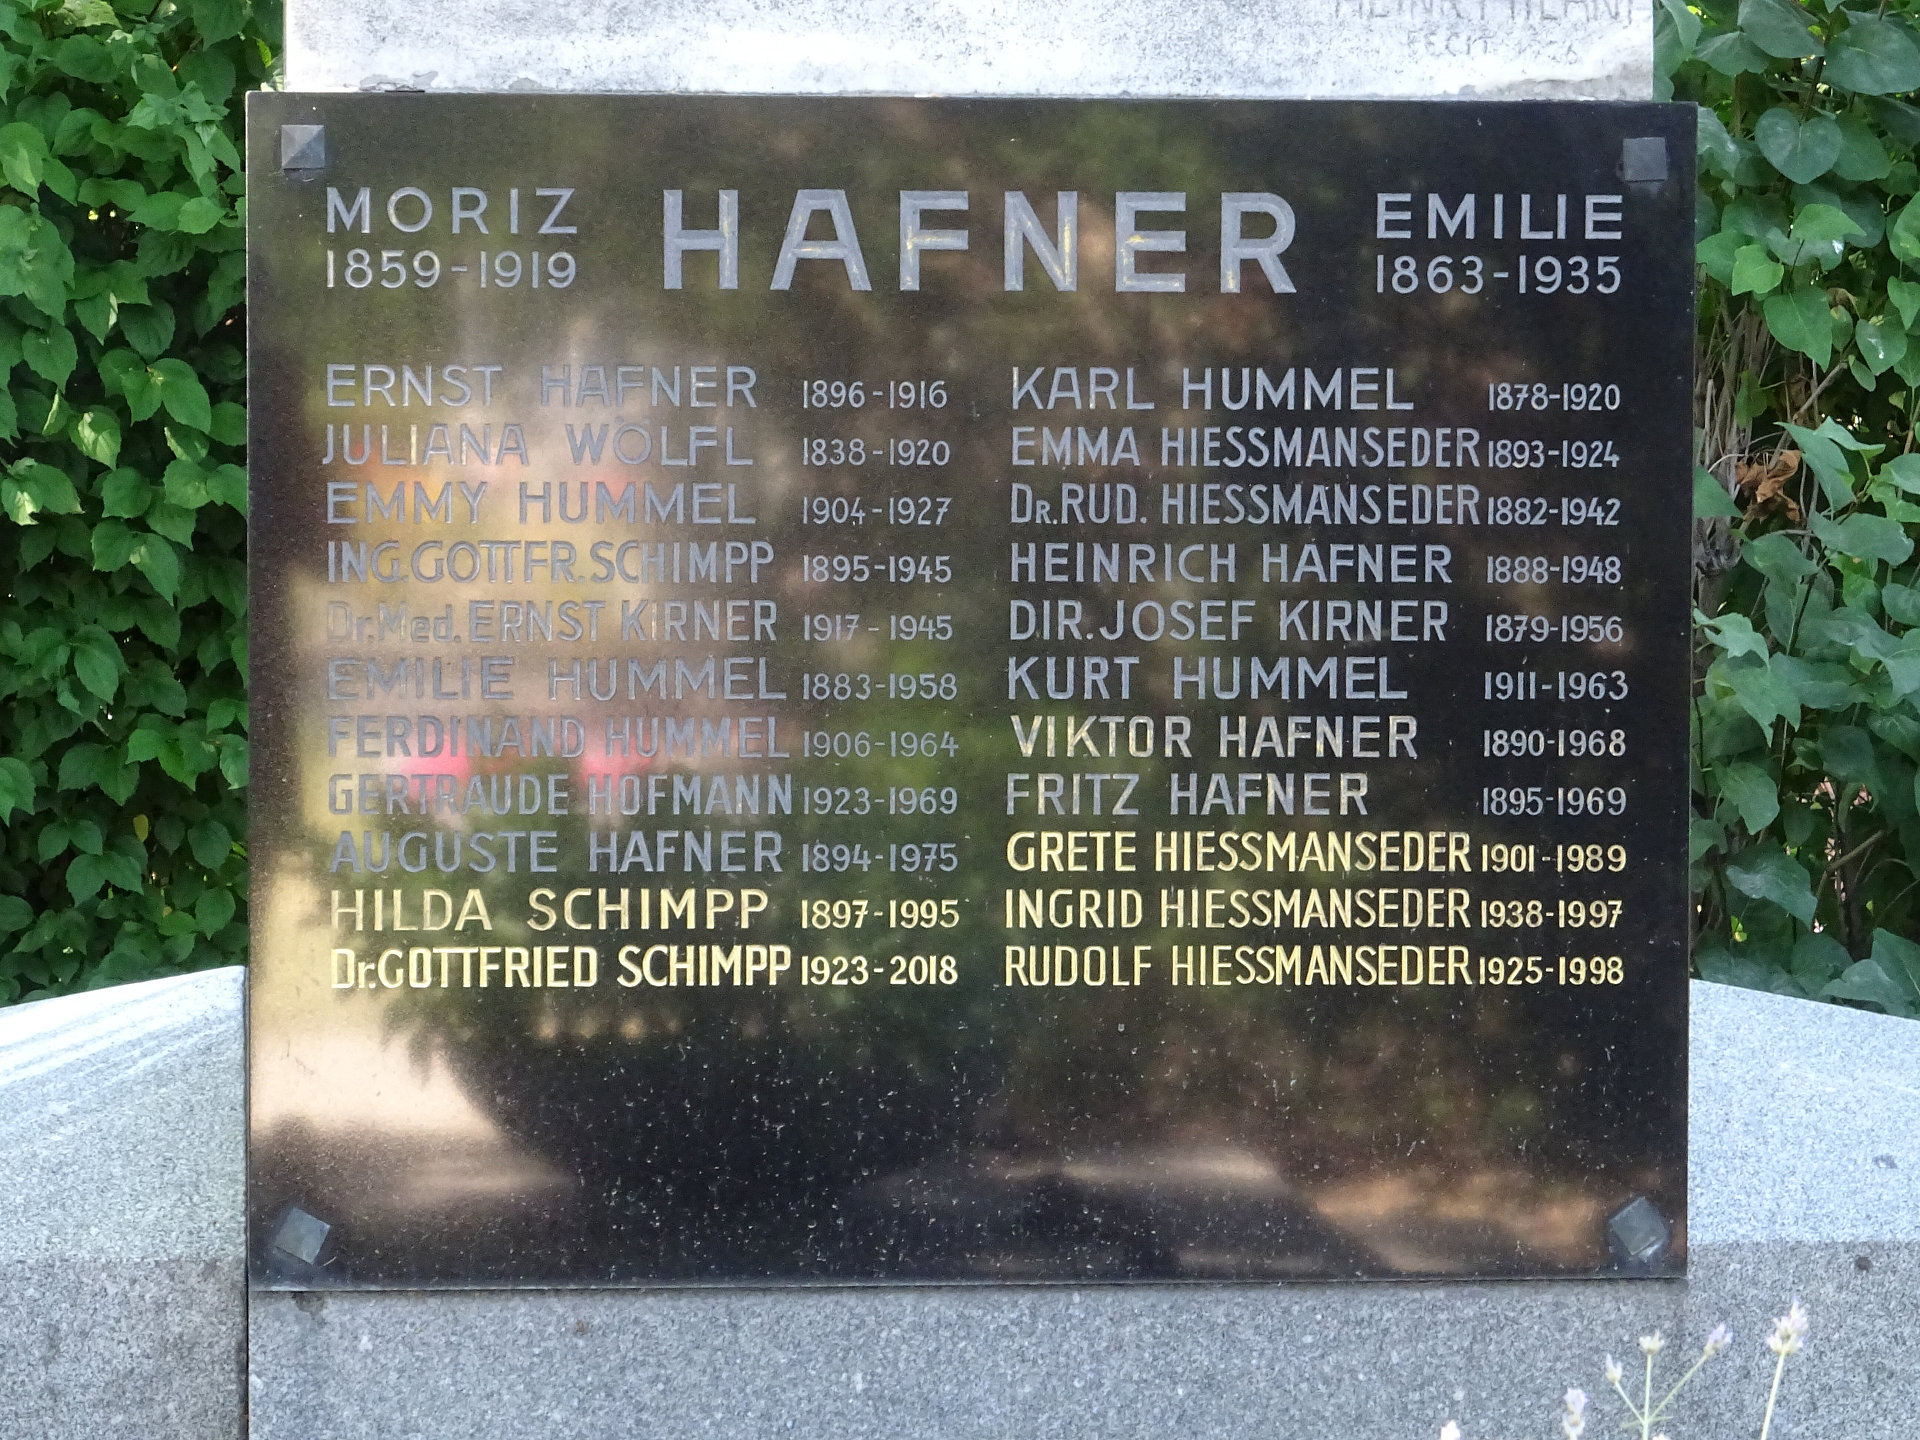 MORIZ HAFNER EMILIE
1859-1919 1863-1935
ERNST HAFNER 1896-1916
JULIANA WÖLFL 1838-1920
EMMY HUMMEL 1904-1927
ING.GOTTFR.SCHIMPP 1895-1945
Dr.Med.ERNST KIRNER 1917-1945
EMILIE HUMMEL 1883-1958
FERDINAND HUMMEL 1906-1964
GERTRAUDE HOFMANN 1923-1969
AUGUSTE HAFNER 1894-1975
HILDA SCHIMPP 1897-1995
Dr.GOTTFRIED SCHIMPP 1923-2018
KARL HUMMEL 1878-1920
EMMA HIESSMANSEDER 1893-1924
DR.RUD. HIESSMANSEDER 1882-1942
HEINRICH HAFNER 1888-1948
DIR.JOSEF KIRNER 1879-1956
KURT HUMMEL 1911-1963
VIKTOR HAFNER 1890-1968
FRITZ HAFNER 1895-1969
GRETE HIESSMANSEDER 1901-1989
INGRID HIESSMANSEDER 1938-1997
RUDOLF HIESSMANSEDER 1925-1998